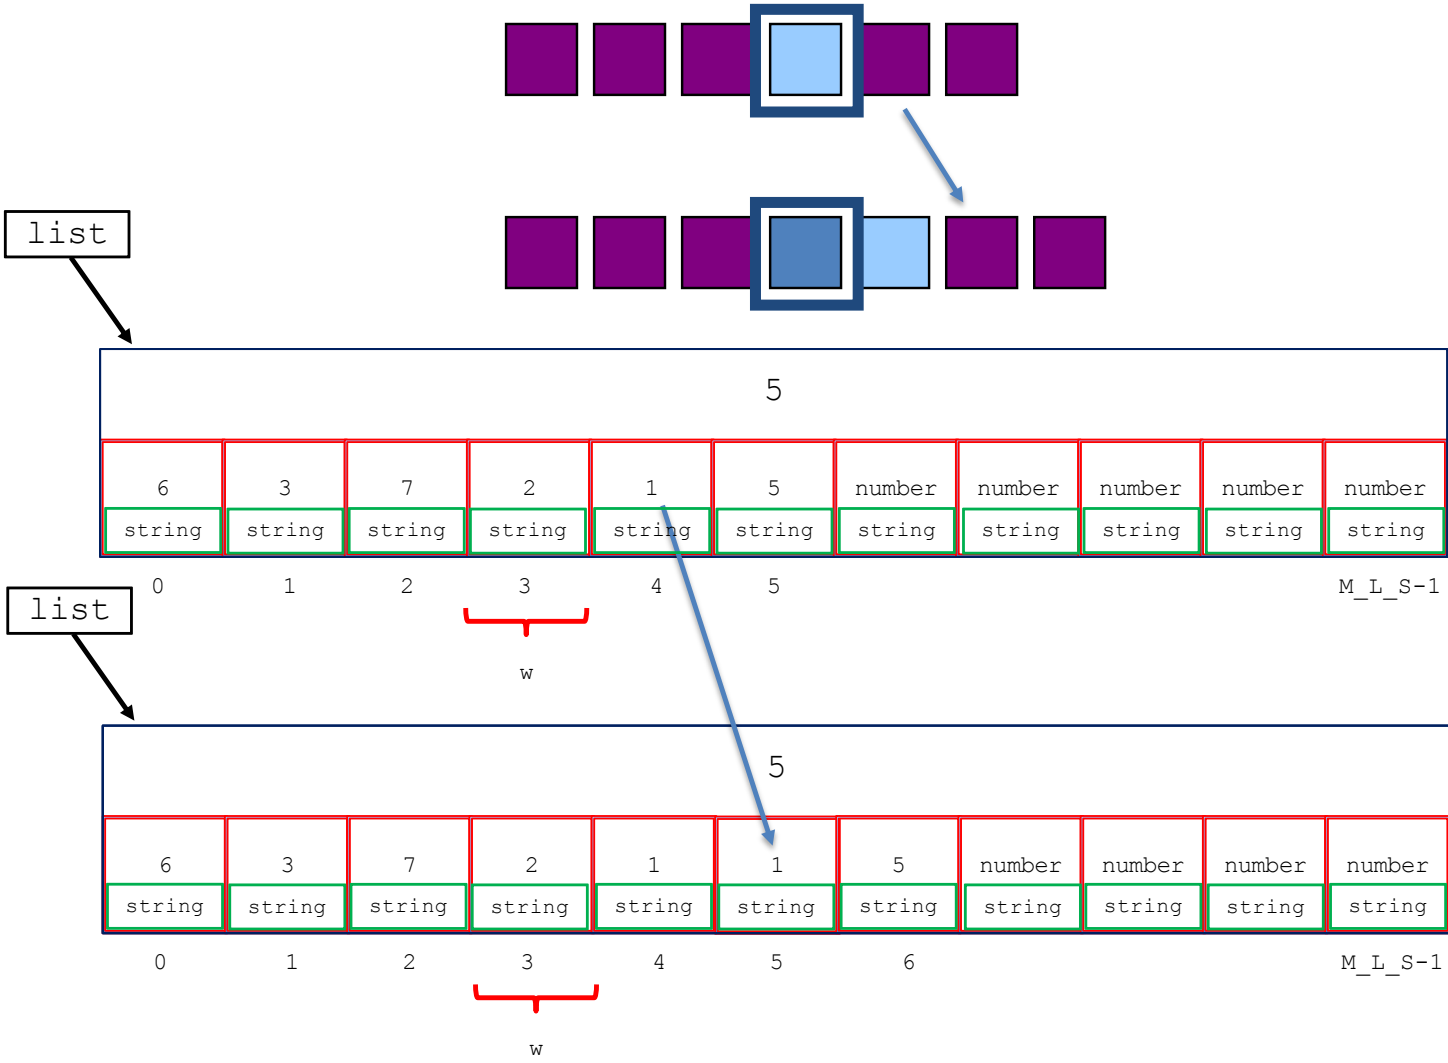 list
5
6 3 7 2 1 5 number number number number number
string string string string string string string string string string string
0 1 2 3 4 5 M_L_S-1
list
w
5
6 3 7 2 1 1 5 number number number number
string string string string string string string string string string string
0 1 2 3 4 5 6 M_L_S-1
w